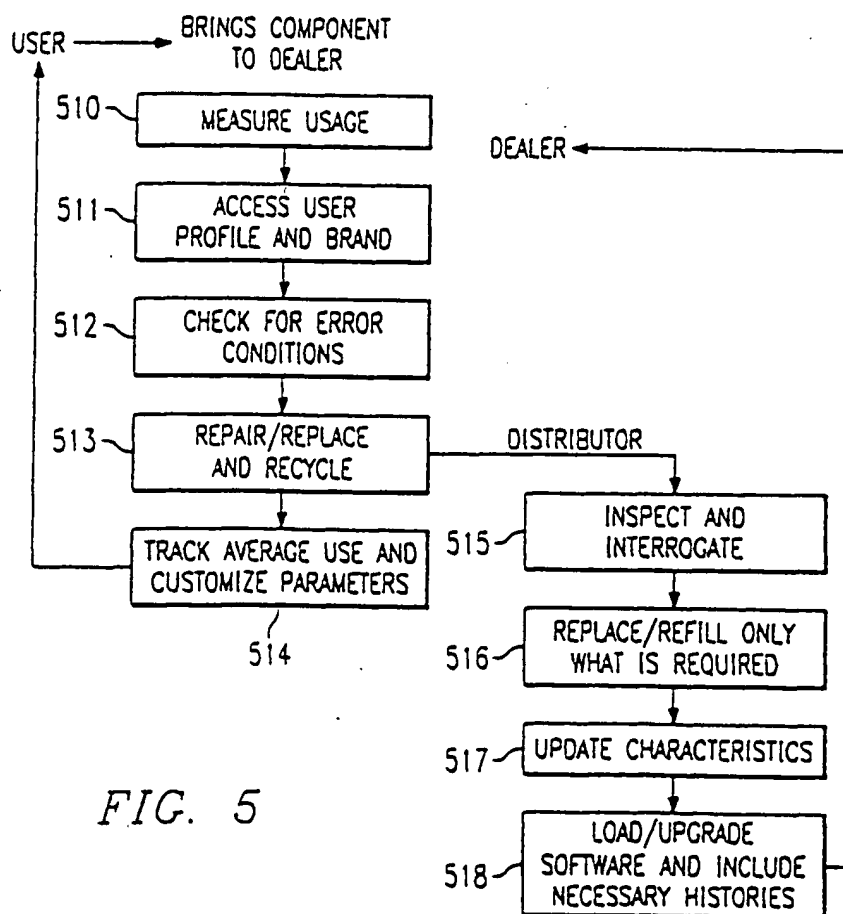 USER
BRINGS COMPONENT
TO DEALER
510
MEASURE USAGE
DEALER
511
ACCESS USER
PROFILE AND BRAND
512
CHECK FOR ERROR
CONDITIONS
513
REPAIR/REPLACE
AND RECYCLE
DISTRIBUTOR
TRACK AVERAGE USE AND
CUSTOMIZE PARAMETERS
514
515
INSPECT AND
INTERROGATE
516
REPLACE/REFILL ONLY
WHAT IS REQUIRED
517
UPDATE CHARACTERISTICS
518
LOAD/UPGRADE
SOFTWARE AND INCLUDE
NECESSARY HISTORIES
FIG. 5